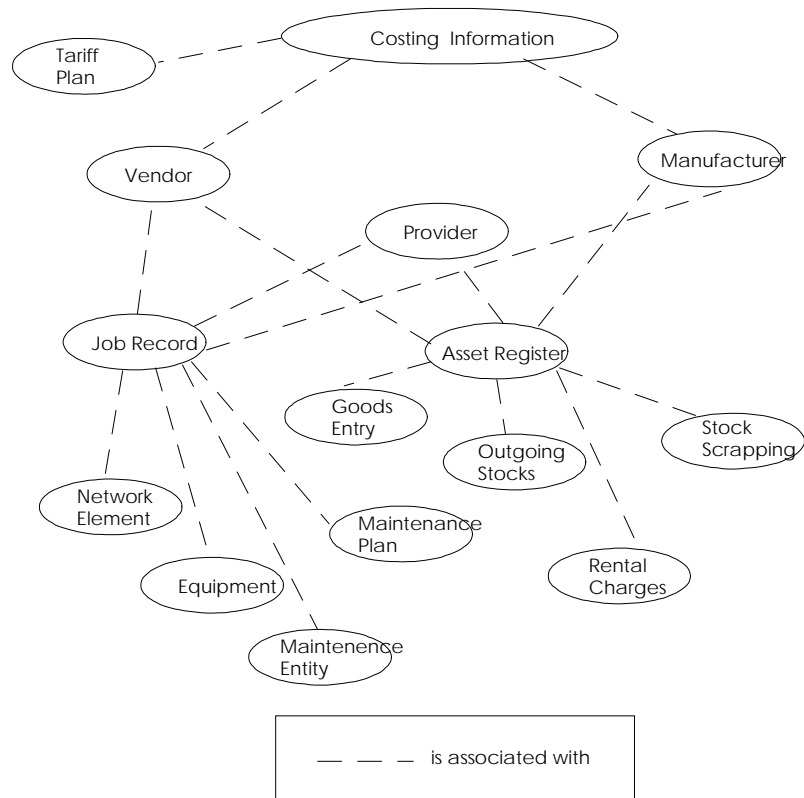 Costing Information
Tariff
Plan
Vendor
Manufacturer
Provider
Job Record
Asset Register
Goods
Entry
Stock
Scrapping
Outgoing
Stocks
Network
Element
Maintenance
Plan
Equipment
Rental
Charges
Maintenence
Entity
is associated with